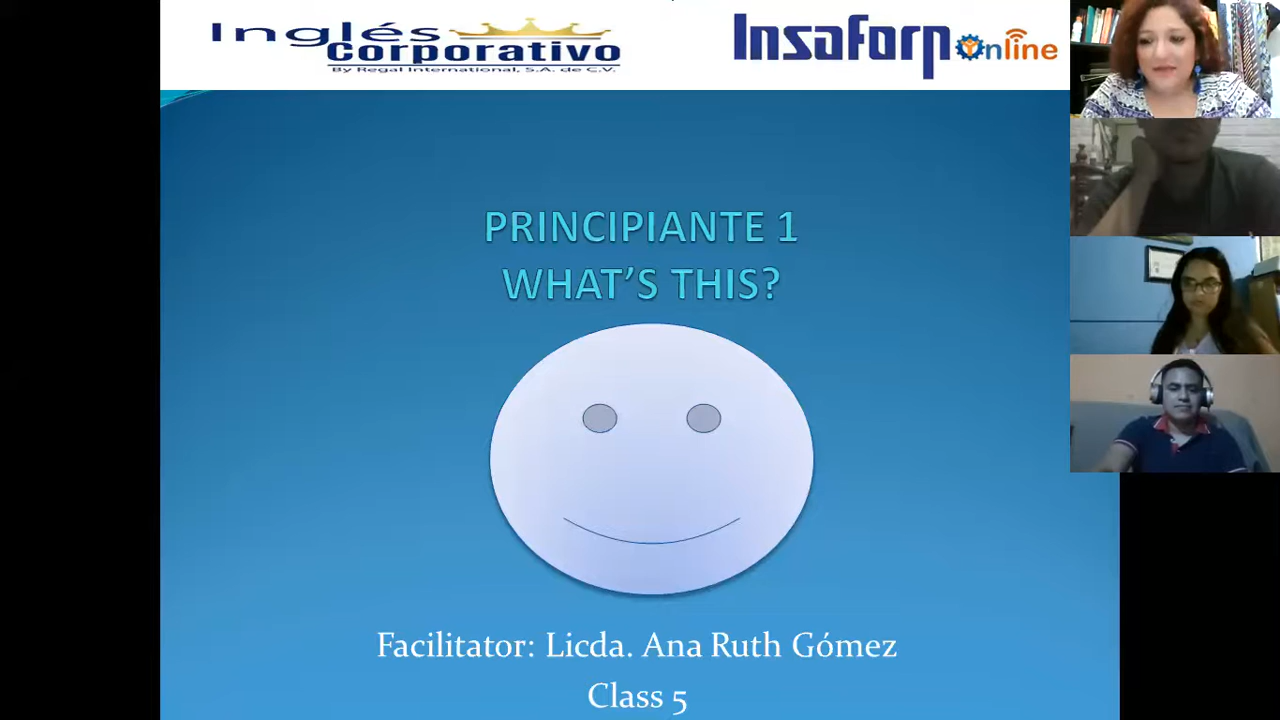 Inglés
Corporativo
By Regal International, S.A. de C.V.
Insaforp Online
PRINCIPIANTE 1
WHAT'S THIS?
Facilitator: Licda. Ana Ruth Gómez
Class 5